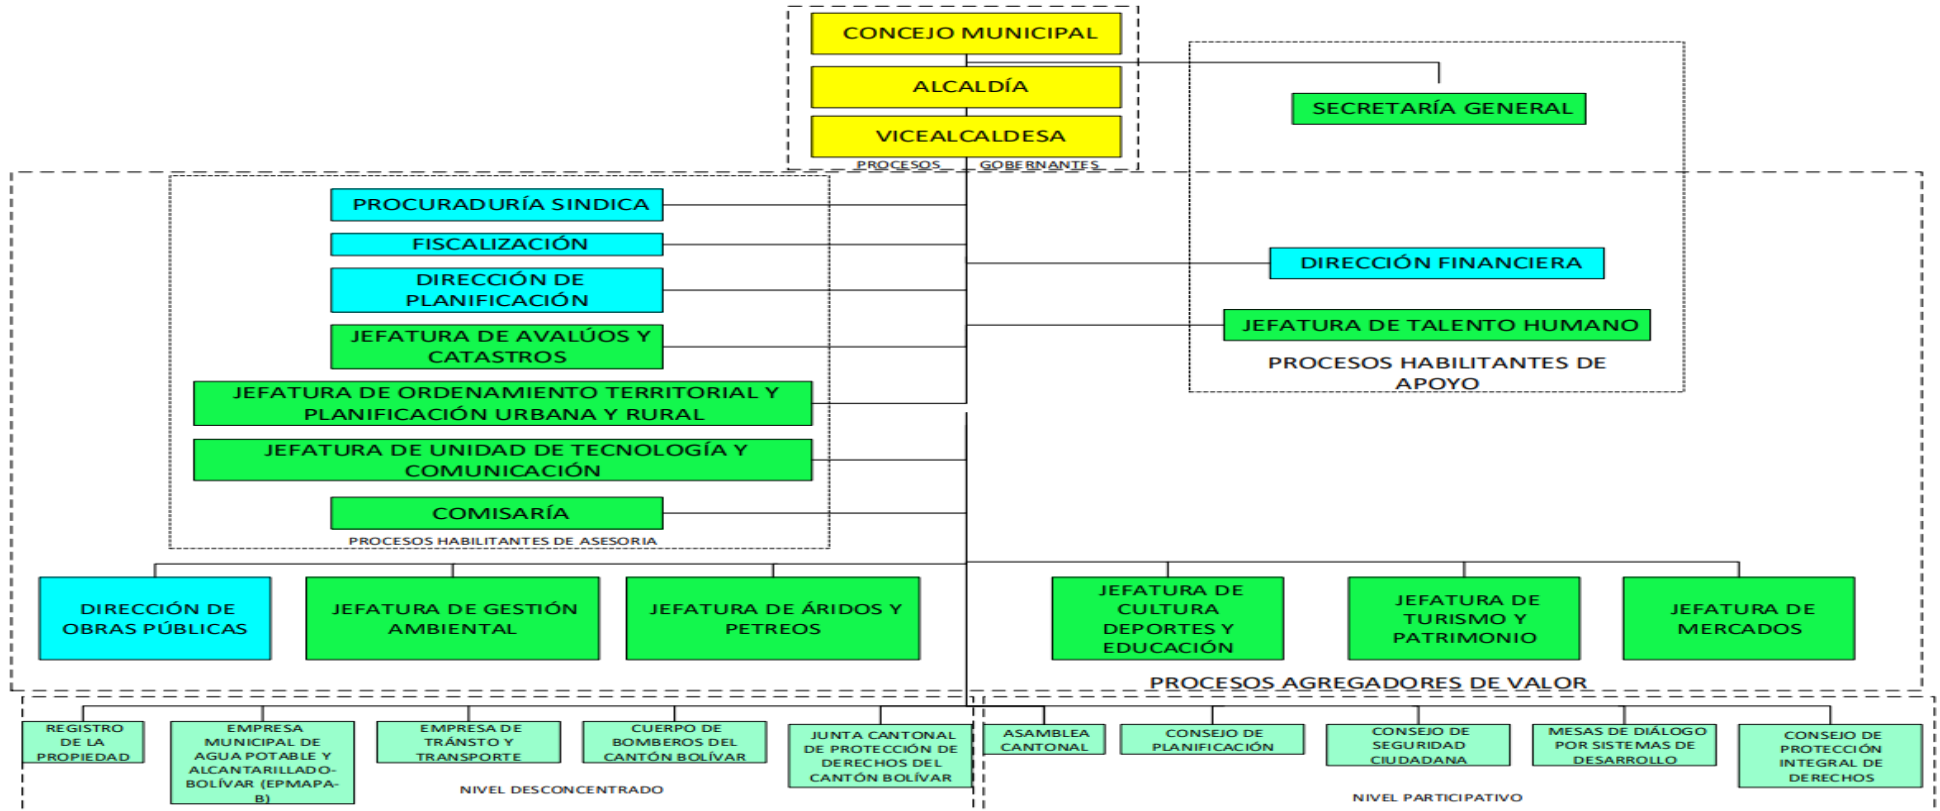 CONCEJO MUNICIPAL
ALCALDÍA
VICEALCALDESA
PROCESOS GOBERNANTES
SECRETARÍA GENERAL
PROCURADURÍA SINDICA
FISCALIZACIÓN
DIRECCIÓN DE
PLANIFICACIÓN
JEFATURA DE AVALÚOS Y
CATASTROS
JEFATURA DE ORDENAMIENTO TERRITORIAL Y
PLANIFICACIÓN URBANA Y RURAL
JEFATURA DE UNIDAD DE TECNOLOGÍA Y
COMUNICACIÓN
COMISARÍA
PROCESOS HABILITANTES DE ASESORIA
DIRECCIÓN FINANCIERA
JEFATURA DE TALENTO HUMANO
PROCESOS HABILITANTES DE
APOYO
DIRECCIÓN DE
OBRAS PÚBLICAS
JEFATURA DE GESTIÓN
AMBIENTAL
JEFATURA DE ÁRIDOS Y
PETREOS
JEFATURA DE
CULTURA
DEPORTES Y
EDUCACIÓN
JEFATURA DE
TURISMO Y
PATRIMONIO
JEFATURA DE
MERCADOS
PROCESOS AGREGADORES DE VALOR
REGISTRO
DE LA
PROPIEDAD
EMPRESA
MUNICIPAL DE
AGUA POTABLE Y
ALCANTARILLADO-
BOLÍVAR (EPMAPA-
B)
EMPRESA DE
TRÁNSTO Y
TRANSPORTE
CUERPO DE
BOMBEROS DEL
CANTÓN BOLÍVAR
JUNTA CANTONAL
DE PROTECCIÓN DE
DERECHOS DEL
CANTÓN BOLÍVAR
NIVEL DESCONCENTRADO
ASAMBLEA
CANTONAL
CONSEJO DE
PLANIFICACIÓN
CONSEJO DE
SEGURIDAD
CIUDADANA
MESAS DE DIÁLOGO
POR SISTEMAS DE
DESARROLLO
CONSEJO DE
PROTECCIÓN
INTEGRAL DE
DERECHOS
NIVEL PARTICIPATIVO